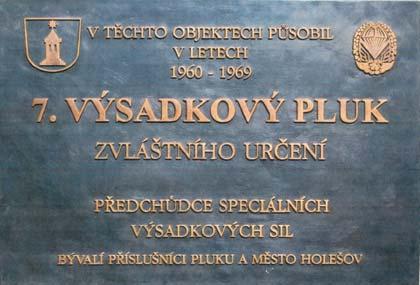 V TĚCHTO OBJEKTECH PŮSOBIL
V LETECH
1960 - 1969
7. VÝSADKOVÝ PLUK
ZVLÁŠTNÍHO URČENÍ
PŘEDCHŮDCE SPECIÁLNÍCH
VÝSADKOVÝCH SIL
BÝVALÍ PŘÍSLUŠNÍCI PLUKU A MĚSTO HOLEŠOV